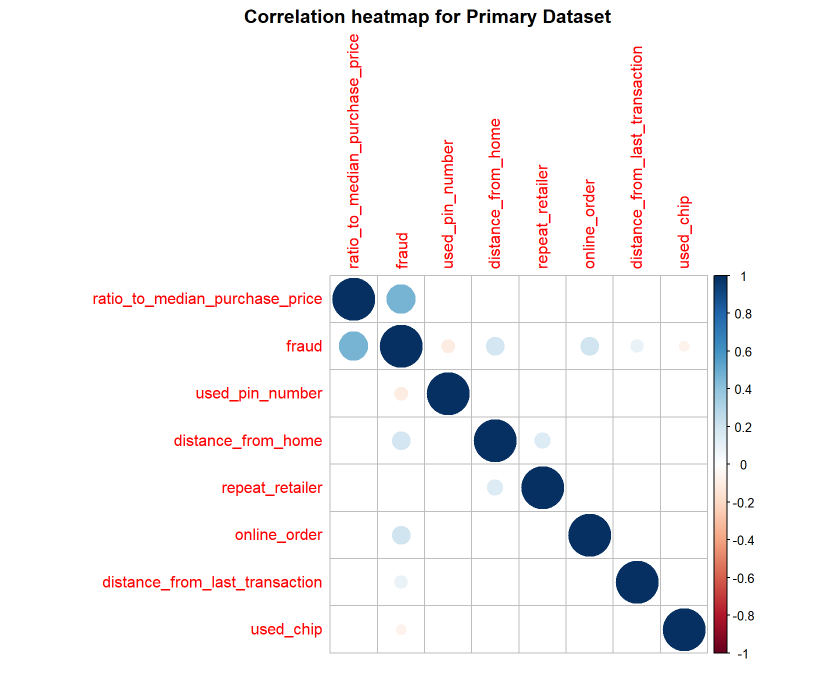 Correlation heatmap for Primary Dataset
ratio_to_median_purchase_price
fraud
used_pin_number
distance_from_home
repeat_retailer
online_order
distance_from_last_transaction
used_chip
ratio_to_median_purchase_price
fraud
used_pin_number
distance_from_home
repeat_retailer
online_order
distance_from_last_transaction
used_chip
1
0.8
0.6
0.4
0.2
0
-0.2
-0.4
-0.6
-0.8
-1